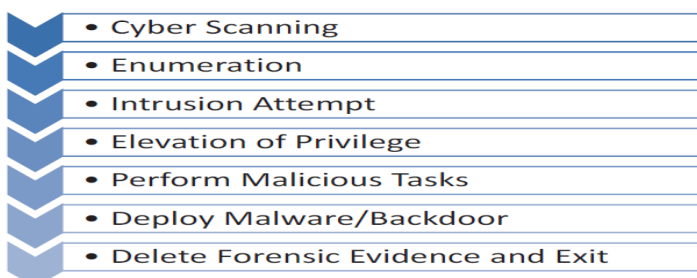 • Cyber Scanning
• Enumeration
• Intrusion Attempt
• Elevation of Privilege
• Perform Malicious Tasks
• Deploy Malware/Backdoor
• Delete Forensic Evidence and Exit